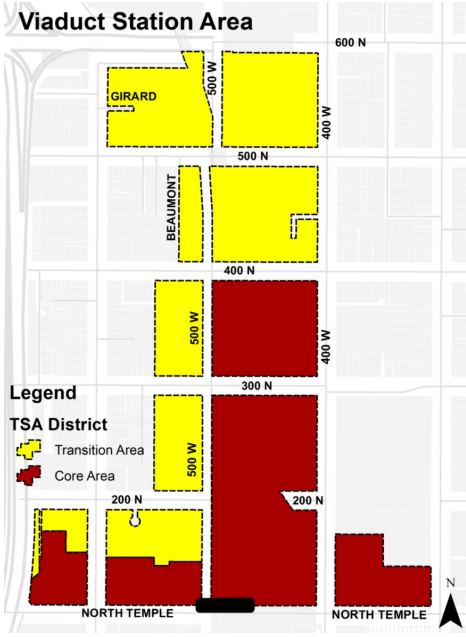 Viaduct Station Area
600 N
500 W
GIRARD
400 W
500 N
BEAUMONT
400 N
500 W
400 W
300 N
Legend
TSA District
Transition Area
Core Area
500 W
200 N
200 N
NORTH TEMPLE
NORTH TEMPLE
N